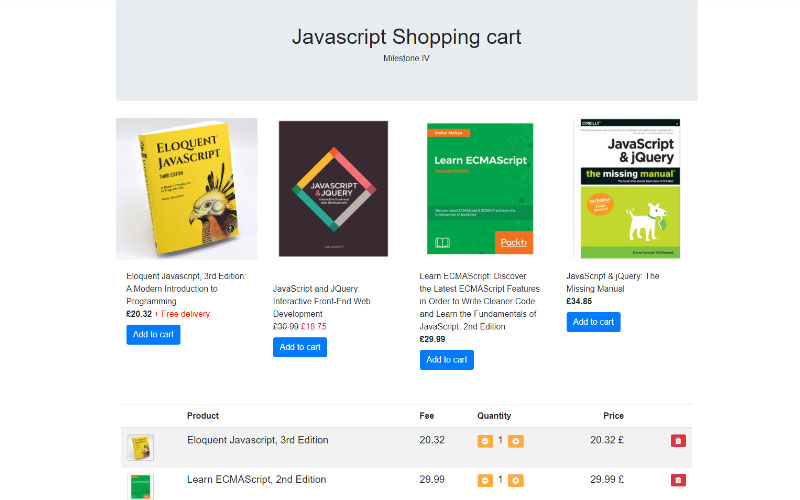 Javascript Shopping cart
Milestone IV
ELOQUENT
JAVASCRIPT
THIRD EDITION
JAVASCRIPT
& JQUERY
Learn ECMAScript
Second Edition
Packt>
O'REILLY
JavaScript
& jQuery
the missing manual
Eloquent Javascript, 3rd Edition:
A Modern Introduction to
Programming
£20.32 + Free delivery
Add to cart
JavaScript and JQuery:
Interactive Front-End Web
Development
£30.99 £18.75
Add to cart
Learn ECMAScript: Discover
the Latest ECMAScript Features
in Order to Write Cleaner Code
and Learn the Fundamentals of
JavaScript, 2nd Edition
£29.99
Add to cart
JavaScript & jQuery: The
Missing Manual
£34.85
Add to cart
Product Fee Quantity Price
Eloquent Javascript, 3rd Edition 20.32 1 20.32 £
Learn ECMAScript, 2nd Edition 29.99 1 29.99 £